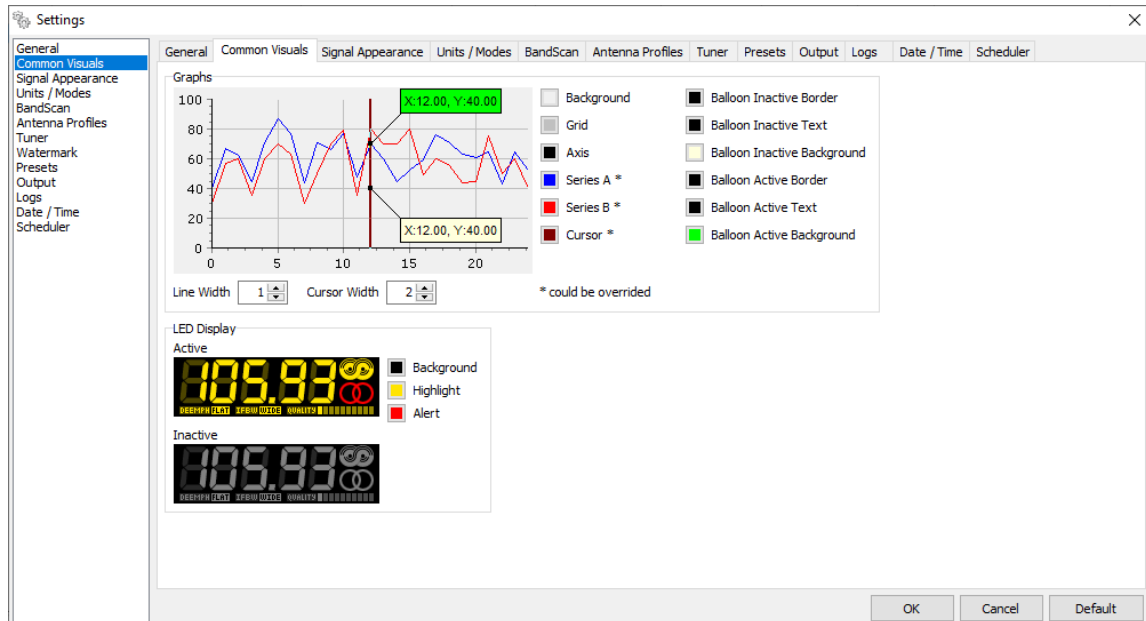 Settings
General
Common Visuals
Signal Appearance
Units / Modes
BandScan
Antenna Profiles
Tuner
Watermark
Presets
Output
Logs
Date / Time
Scheduler
General Common Visuals Signal Appearance Units / Modes BandScan Antenna Profiles Tuner Presets Output Logs Date / Time Scheduler
Graphs
100
80
60
40
20
0
0 5 10 15 20
X:12.00, Y:40.00
X:12.00, Y:40.00
Background
Grid
Axis
Series A *
Series B *
Cursor *
Balloon Inactive Border
Balloon Inactive Text
Balloon Inactive Background
Balloon Active Border
Balloon Active Text
Balloon Active Background
Line Width 1 Cursor Width 2 * could be overrided
LED Display
Active
105.93
DEEMPH FLAT IFBW WIDE QUALITY
Background
Highlight
Alert
Inactive
105.93
DEEMPH FLAT IFBW WIDE QUALITY
OK Cancel Default